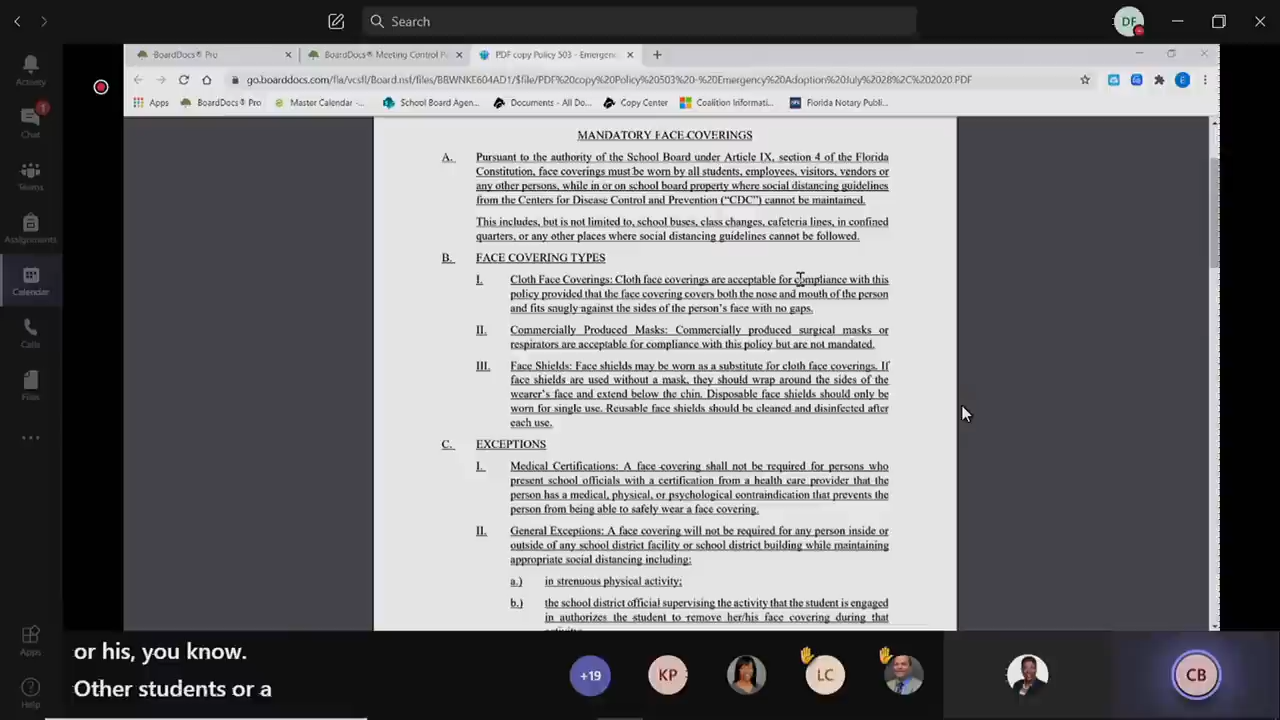 Search
DF
BoardDocs® Pro
BoardDocs® Meeting Control P
PDF copy Policy 503 - Emergenc
go.boarddocs.com/fla/vcsfl/Board.nsf/files/BRWNKE604AD1/$file/PDF%20copy%20Policy%20503%20-%20Emergency%20Adoption%20July%2028%2C%202020.PDF
Apps
BoardDocs® Pro
Master Calendar -...
School Board Agen...
Documents - All Do...
Copy Center
Coalition Informati...
Florida Notary Publi...
Activity
Chat
1
Teams
Assignments
Calendar
Calls
Files
Apps
Help
MANDATORY FACE COVERINGS
A. Pursuant to the authority of the School Board under Article IX, section 4 of the Florida
Constitution, face coverings must be worn by all students, employees, visitors, vendors or
any other persons, while in or on school board property where social distancing guidelines
from the Centers for Disease Control and Prevention (“CDC”) cannot be maintained.
This includes, but is not limited to, school buses, class changes, cafeteria lines, in confined
quarters, or any other places where social distancing guidelines cannot be followed.
B. FACE COVERING TYPES
I. Cloth Face Coverings: Cloth face coverings are acceptable for compliance with this
policy provided that the face covering covers both the nose and mouth of the person
and fits snugly against the sides of the person’s face with no gaps.
II. Commercially Produced Masks: Commercially produced surgical masks or
respirators are acceptable for compliance with this policy but are not mandated.
III. Face Shields: Face shields may be worn as a substitute for cloth face coverings. If
face shields are used without a mask, they should wrap around the sides of the
wearer’s face and extend below the chin. Disposable face shields should only be
worn for single use. Reusable face shields should be cleaned and disinfected after
each use.
C. EXCEPTIONS
I. Medical Certifications: A face covering shall not be required for persons who
present school officials with a certification from a health care provider that the
person has a medical, physical, or psychological contraindication that prevents the
person from being able to safely wear a face covering.
II. General Exceptions: A face covering will not be required for any person inside or
outside of any school district facility or school district building while maintaining
appropriate social distancing including:
a.) in strenuous physical activity;
b.) the school district official supervising the activity that the student is engaged
in authorizes the student to remove her/his face covering during that
or his, you know.
Other students or a
+19
KP
LC
CB